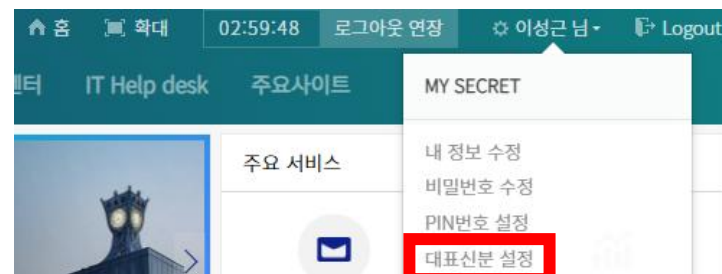 홈 확대 02:59:48 로그아웃 연장 이성근 님 Logout
센터 IT Help desk 주요사이트
MY SECRET
주요 서비스
내 정보 수정
비밀번호 수정
PIN번호 설정
대표신분 설정